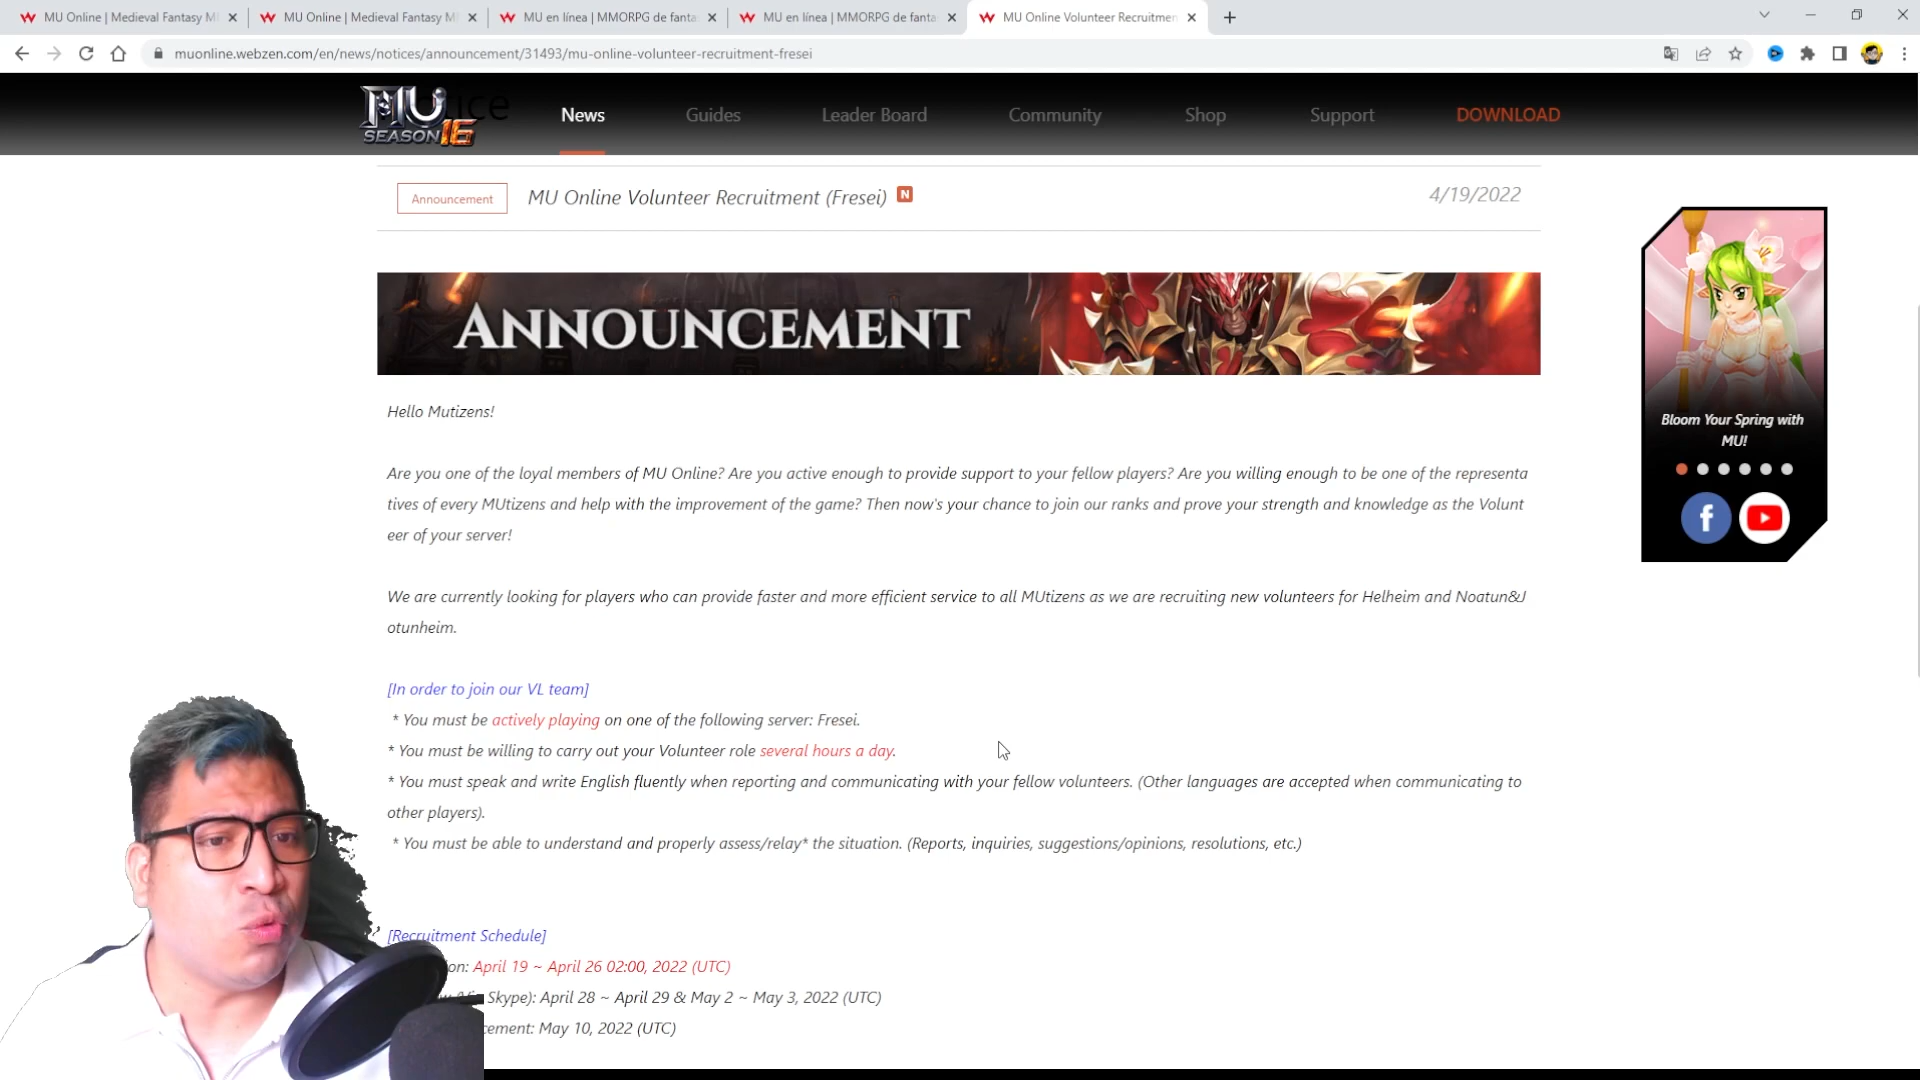 MU Online | Medieval Fantasy M
MU Online | Medieval Fantasy M
MU en línea | MMORPG de fanta
MU en línea | MMORPG de fanta
MU Online Volunteer Recruitmen
muonline.webzen.com/en/news/notices/announcement/31493/mu-online-volunteer-recruitment-fresei
MU
SEASON 16
News
Guides
Leader Board
Community
Shop
Support
DOWNLOAD
Announcement
MU Online Volunteer Recruitment (Fresei) N
4/19/2022
ANNOUNCEMENT
Hello Mutizens!
Are you one of the loyal members of MU Online? Are you active enough to provide support to your fellow players? Are you willing enough to be one of the representa
tives of every MUtizens and help with the improvement of the game? Then now's your chance to join our ranks and prove your strength and knowledge as the Volunt
eer of your server!
We are currently looking for players who can provide faster and more efficient service to all MUtizens as we are recruiting new volunteers for Helheim and Noatun&J
otunheim.
[In order to join our VL team]
* You must be actively playing on one of the following server: Fresei.
* You must be willing to carry out your Volunteer role several hours a day.
* You must speak and write English fluently when reporting and communicating with your fellow volunteers. (Other languages are accepted when communicating to
other players).
* You must be able to understand and properly assess/relay* the situation. (Reports, inquiries, suggestions/opinions, resolutions, etc.)
[Recruitment Schedule]
on: April 19 ~ April 26 02:00, 2022 (UTC)
Skype): April 28 ~ April 29 & May 2 ~ May 3, 2022 (UTC)
cement: May 10, 2022 (UTC)
Bloom Your Spring with
MU!